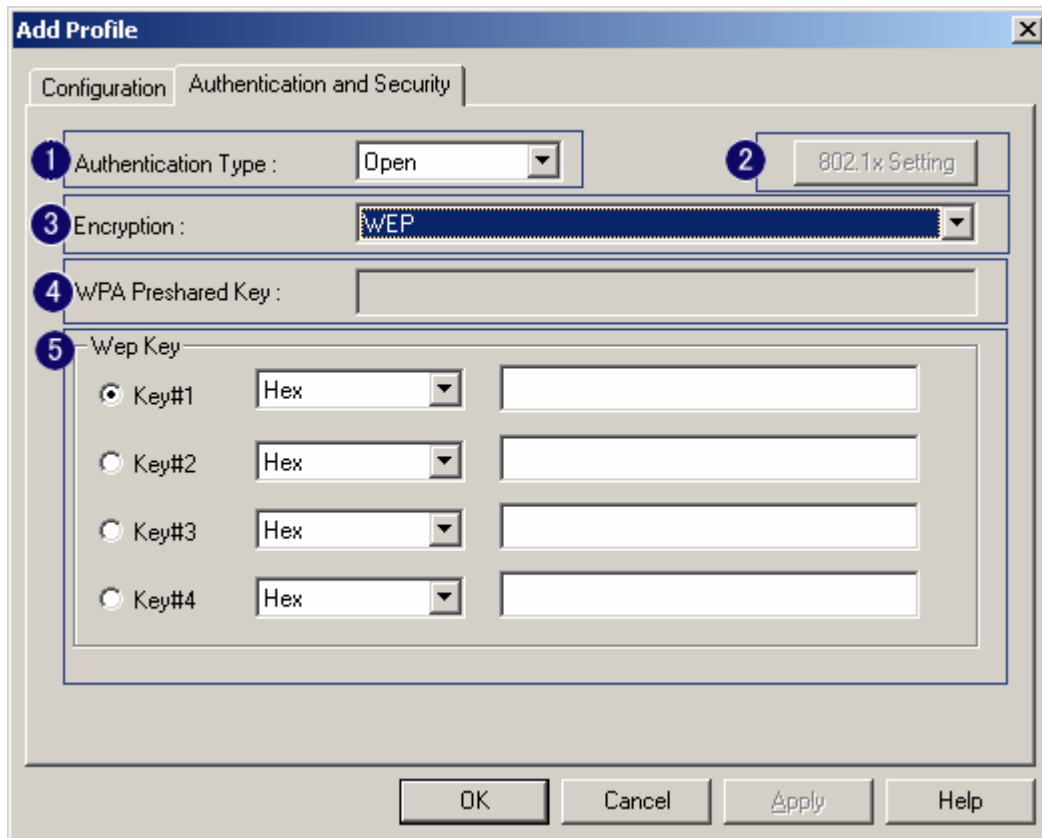 Add Profile
Configuration Authentication and Security
1 Authentication Type : Open 2 802.1x Setting
3 Encryption : WEP
4 WPA Preshared Key :
5 Wep Key
Key#1 Hex
Key#2 Hex
Key#3 Hex
Key#4 Hex
OK Cancel Apply Help